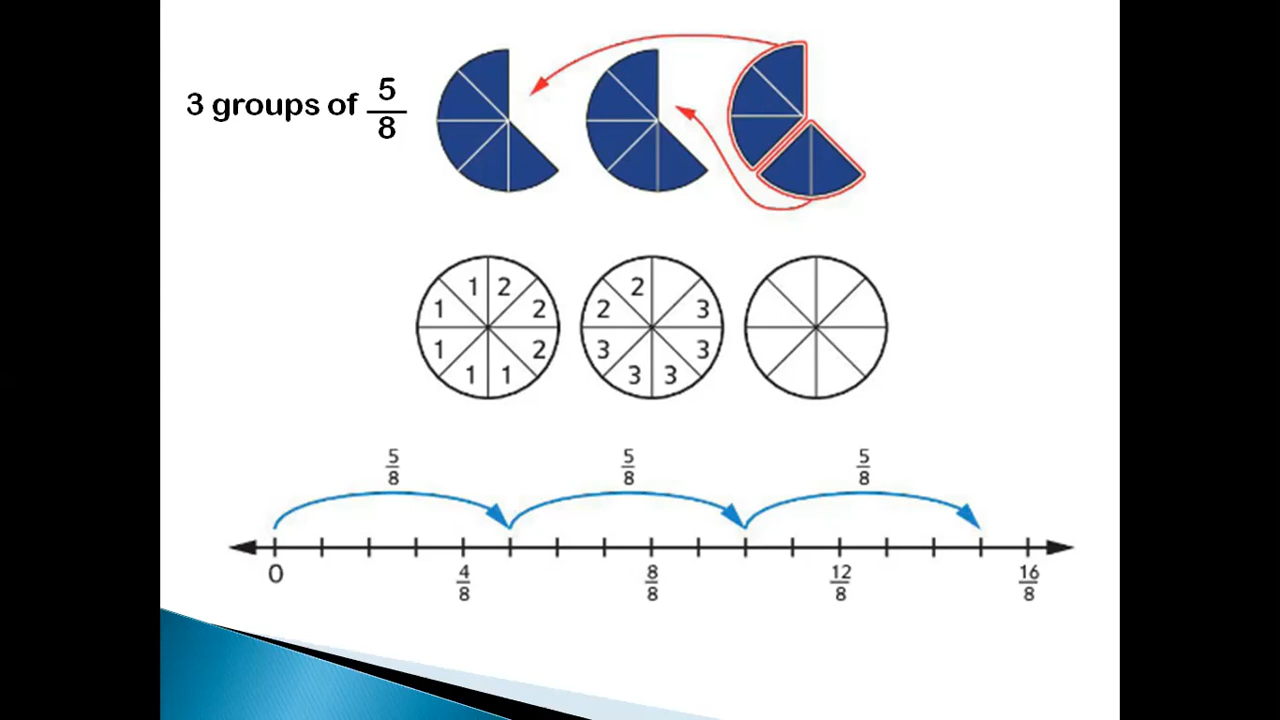 3 groups of 5/8
1 2 2
1 2 1 2 3
1 2 3 3
1 1 3 3
5/8 5/8 5/8
0 4/8 8/8 12/8 16/8